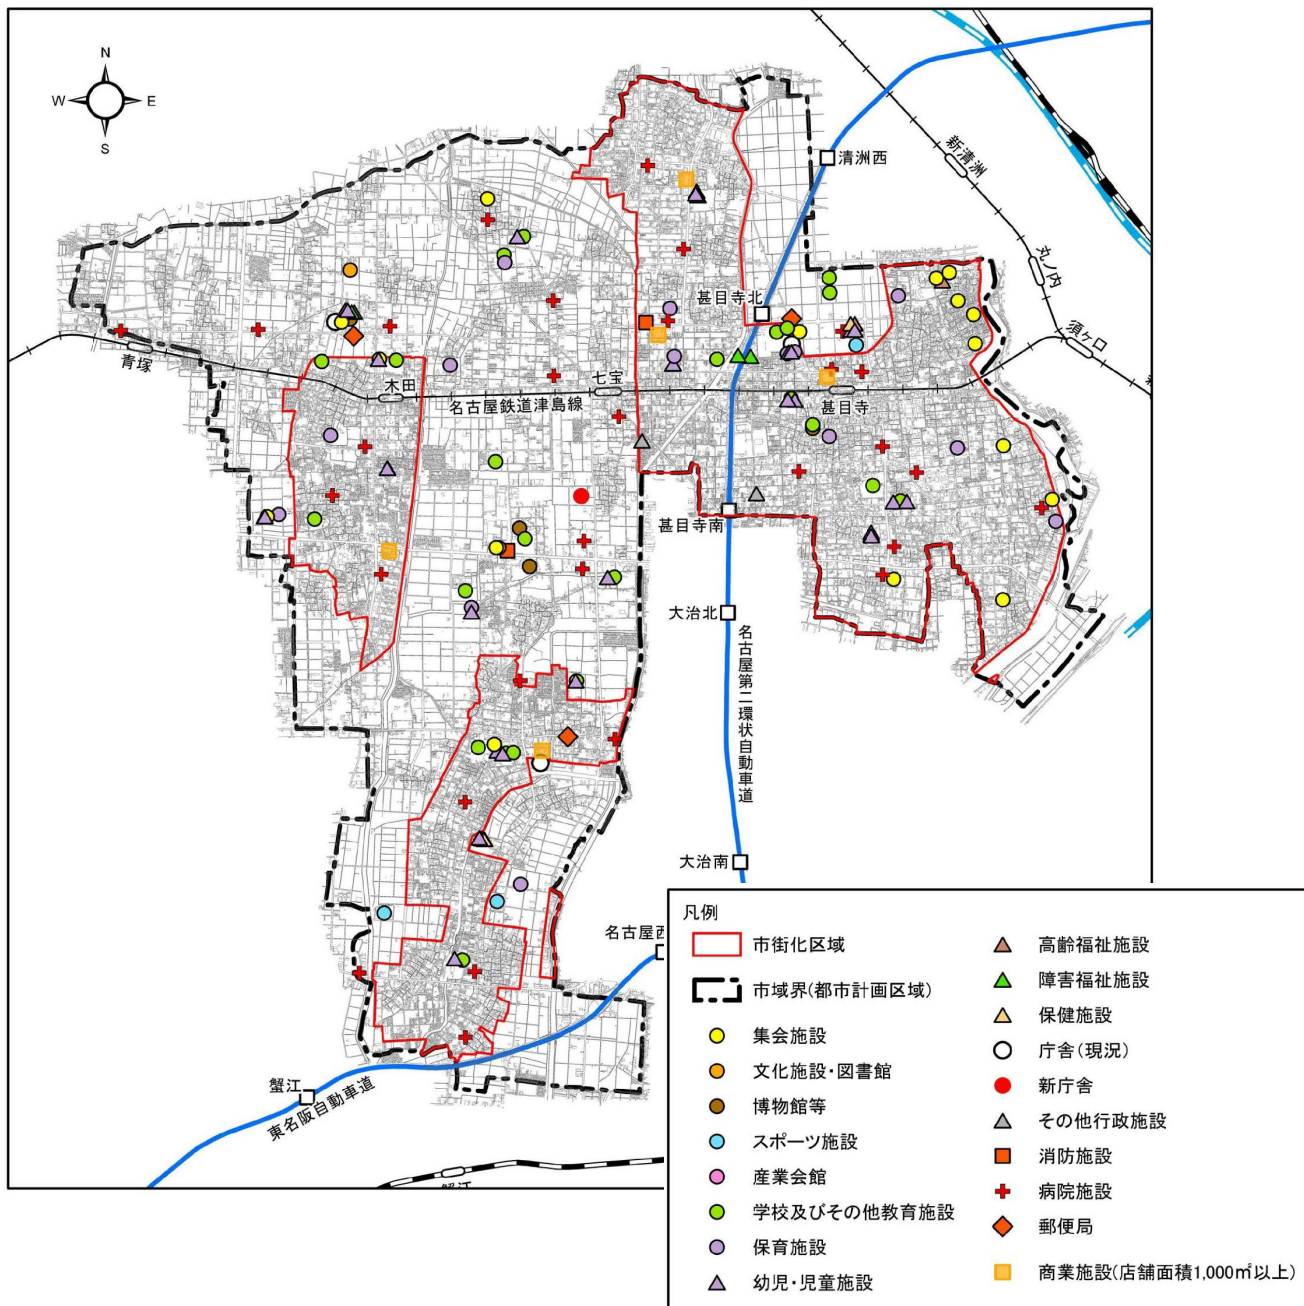 N
W
E
S
清洲西
新清洲
丸ノ内
須ヶ口
甚目寺北
青塚
木田
七宝
名古屋鉄道津島線
甚目寺
甚目寺南
大治北
名古屋第二環状自動車道
大治南
名古屋西
蟹江
東名阪自動車道
凡例
市街化区域
市域界(都市計画区域)
集会施設
文化施設・図書館
博物館等
スポーツ施設
産業会館
学校及びその他教育施設
保育施設
幼児・児童施設
高齢福祉施設
障害福祉施設
保健施設
庁舎(現況)
新庁舎
その他行政施設
消防施設
病院施設
郵便局
商業施設(店舗面積1,000㎡以上)